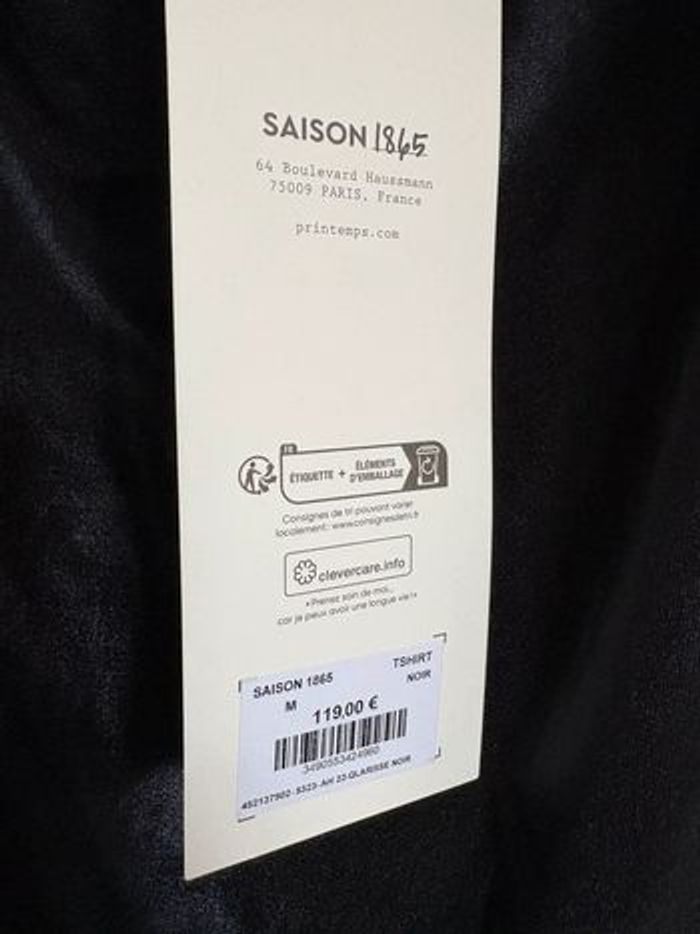 SAISON 1865
64 Boulevard Haussmann
75009 PARIS, France
printemps.com
FR
ÉTIQUETTE + ÉLÉMENTS D'EMBALLAGE
Consignes de tri pouvant varier
localement: www.consignesdetri.fr
clevercare.info
«Prenez soin de moi...
car je peux avoir une longue vie!»
SAISON 1865 TSHIRT
M NOIR
119,00 €
3490553424960